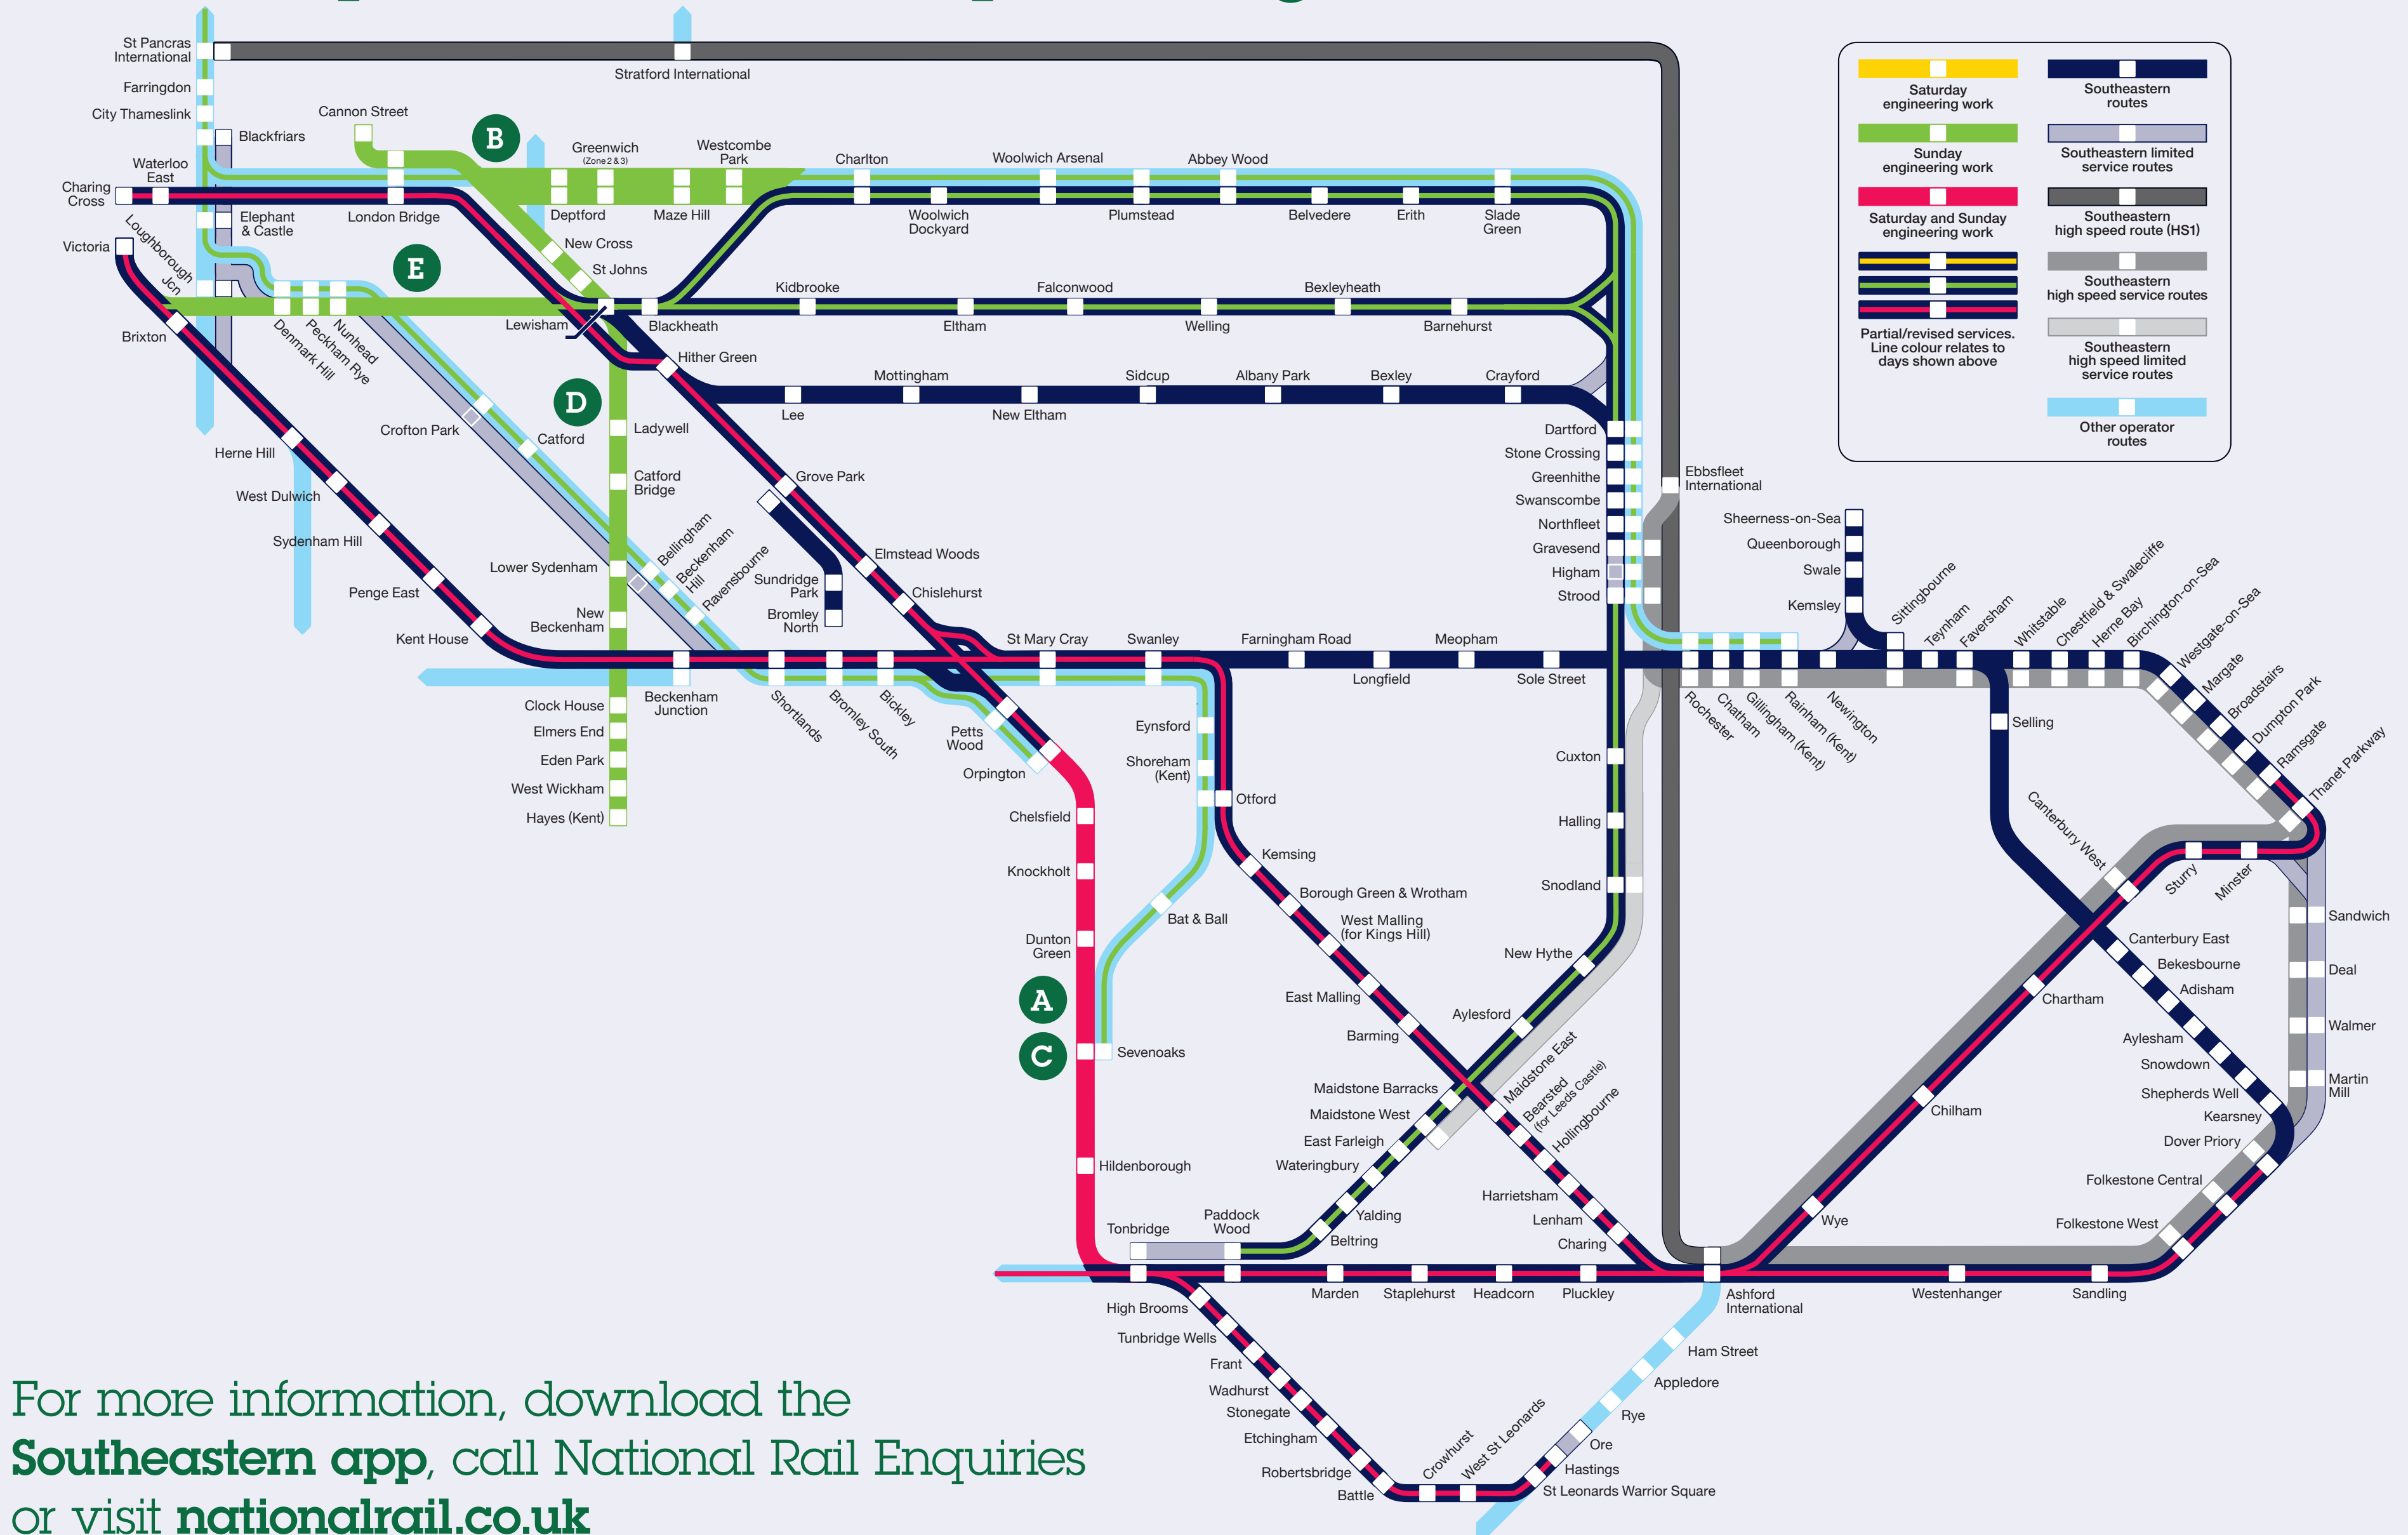 St Pancras
International
Stratford International
Farringdon
City Thameslink
Blackfriars
Cannon Street
B
Greenwich
(Zone 2 & 3)
Westcombe
Park
Charlton
Woolwich Arsenal
Abbey Wood
Waterloo
East
Charing
Cross
London Bridge
Deptford
Maze Hill
Woolwich
Dockyard
Plumstead
Belvedere
Erith
Slade
Green
Elephant
& Castle
Loughborough
Jcn
Victoria
E
New Cross
St Johns
Brixton
Denmark Hill
Peckham Rye
Nunhead
Lewisham
Blackheath
Kidbrooke
Eltham
Falconwood
Welling
Bexleyheath
Barnehurst
Hither Green
D
Lee
Mottingham
New Eltham
Sidcup
Albany Park
Bexley
Crayford
Crofton Park
Catford
Ladywell
Catford
Bridge
Herne Hill
West Dulwich
Sydenham Hill
Penge East
Kent House
Grove Park
Elmstead Woods
Chislehurst
Sundridge
Park
Bromley
North
Lower Sydenham
Bellingham
Beckenham
Hill
Ravensbourne
New
Beckenham
Clock House
Elmers End
Eden Park
West Wickham
Hayes (Kent)
Beckenham
Junction
Shortlands
Bromley South
Bickley
Petts
Wood
Orpington
St Mary Cray
Swanley
Farningham Road
Longfield
Meopham
Sole Street
Dartford
Stone Crossing
Greenhithe
Swanscombe
Northfleet
Gravesend
Higham
Strood
Ebbsfleet
International
Sheerness-on-Sea
Queenborough
Swale
Kemsley
Sittingbourne
Teynham
Faversham
Whitstable
Chestfield & Swalecliffe
Herne Bay
Birchington-on-Sea
Westgate-on-Sea
Margate
Broadstairs
Dumpton Park
Ramsgate
Thanet Parkway
Rochester
Chatham
Gillingham (Kent)
Rainham (Kent)
Newington
Selling
Eynsford
Shoreham
(Kent)
Otford
Kemsing
Borough Green & Wrotham
West Malling
(for Kings Hill)
East Malling
Barming
Bat & Ball
Chelsfield
Knockholt
Dunton
Green
A
C
Sevenoaks
Hildenborough
Cuxton
Halling
Snodland
New Hythe
Aylesford
Maidstone Barracks
Maidstone West
East Farleigh
Wateringbury
Yalding
Beltring
Maidstone East
Bearsted
(for Leeds Castle)
Hollingbourne
Harrietsham
Lenham
Charing
Tonbridge
Paddock
Wood
Marden
Staplehurst
Headcorn
Pluckley
Ashford
International
Westenhanger
Sandling
Canterbury West
Sturry
Minster
Chartham
Chilham
Wye
Canterbury East
Bekesbourne
Adisham
Aylesham
Snowdown
Shepherds Well
Kearsney
Dover Priory
Folkestone Central
Folkestone West
Sandwich
Deal
Walmer
Martin
Mill
High Brooms
Tunbridge Wells
Frant
Wadhurst
Stonegate
Etchingham
Robertsbridge
Battle
Crowhurst
West St Leonards
St Leonards Warrior Square
Hastings
Ore
Rye
Appledore
Ham Street
Saturday
engineering work
Sunday
engineering work
Saturday and Sunday
engineering work
Partial/revised services.
Line colour relates to
days shown above
Southeastern
routes
Southeastern limited
service routes
Southeastern
high speed route (HS1)
Southeastern
high speed service routes
Southeastern
high speed limited
service routes
Other operator
routes
For more information, download the
Southeastern app, call National Rail Enquiries
or visit nationalrail.co.uk